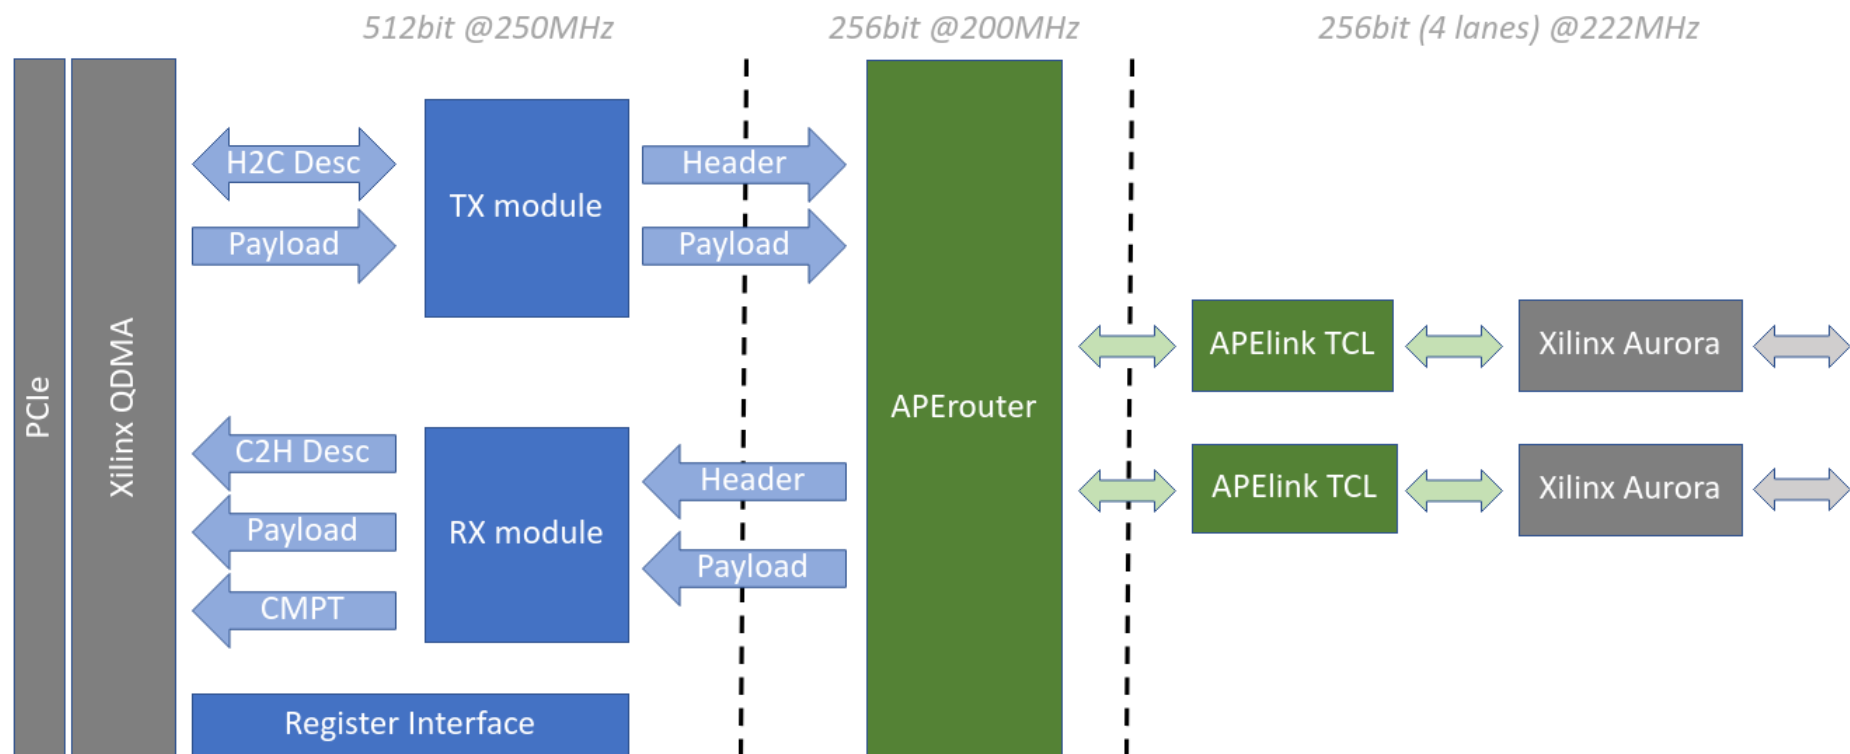 512bit @250MHz
256bit @200MHz
256bit (4 lanes) @222MHz
PCIe
Xilinx QDMA
H2C Desc
Payload
TX module
Header
Payload
C2H Desc
Payload
CMPT
RX module
Header
Payload
Register Interface
APErouter
APElink TCL
Xilinx Aurora
APElink TCL
Xilinx Aurora